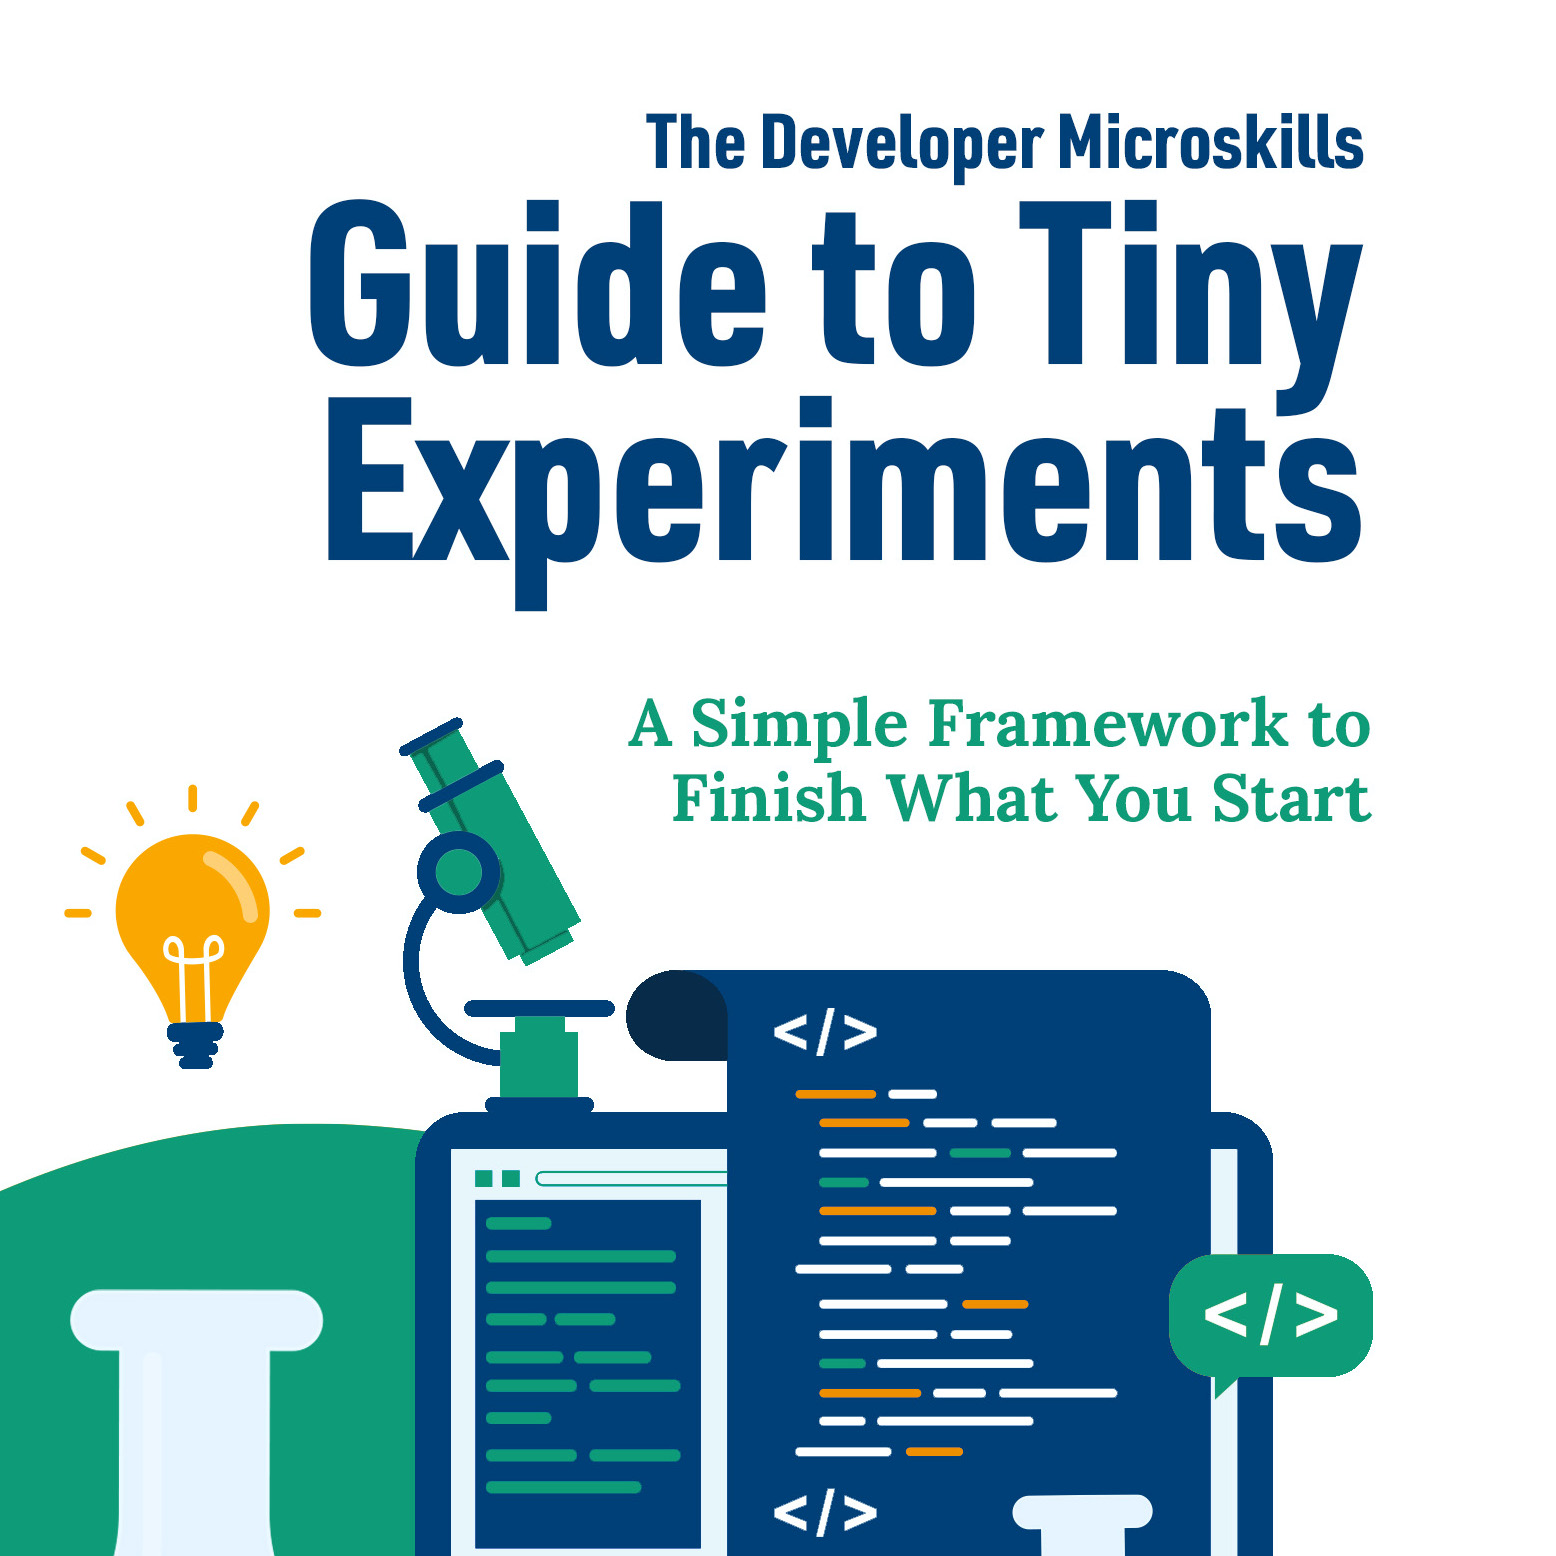 The Developer Microskills
Guide to Tiny
Experiments
A Simple Framework to
Finish What You Start
</>
</>
</>